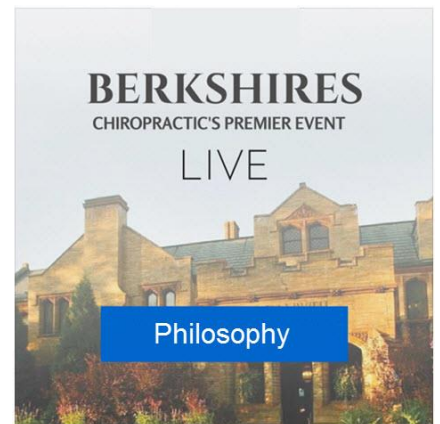 BERKSHIRES
CHIROPRACTIC'S PREMIER EVENT
LIVE
Philosophy